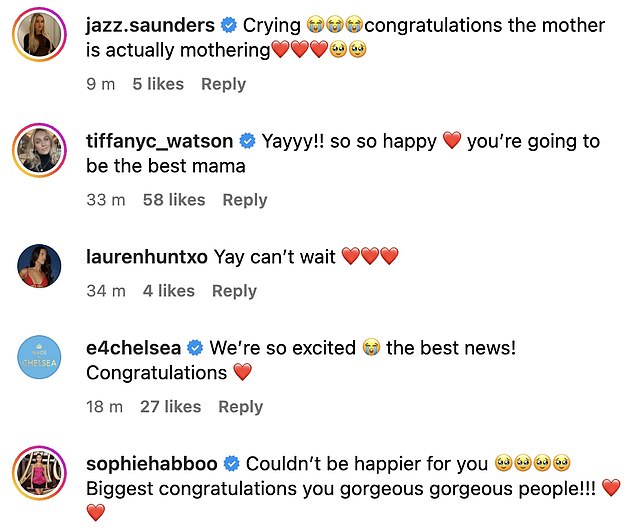 jazz.saunders Crying 😭😭😭congratulations the mother
is actually mothering❤️❤️❤️🥹🥹
9 m 5 likes Reply
tiffanyc_watson Yayyy!! so so happy ❤️ you’re going to
be the best mama
33 m 58 likes Reply
laurenhuntxo Yay can’t wait ❤️❤️❤️
34 m 4 likes Reply
MADE
IN
CHELSEA
e4chelsea We’re so excited 😭 the best news!
Congratulations ❤️
18 m 27 likes Reply
sophiehabboo Couldn’t be happier for you 🥹🥹🥹🥹
Biggest congratulations you gorgeous gorgeous people!!! ❤️
❤️